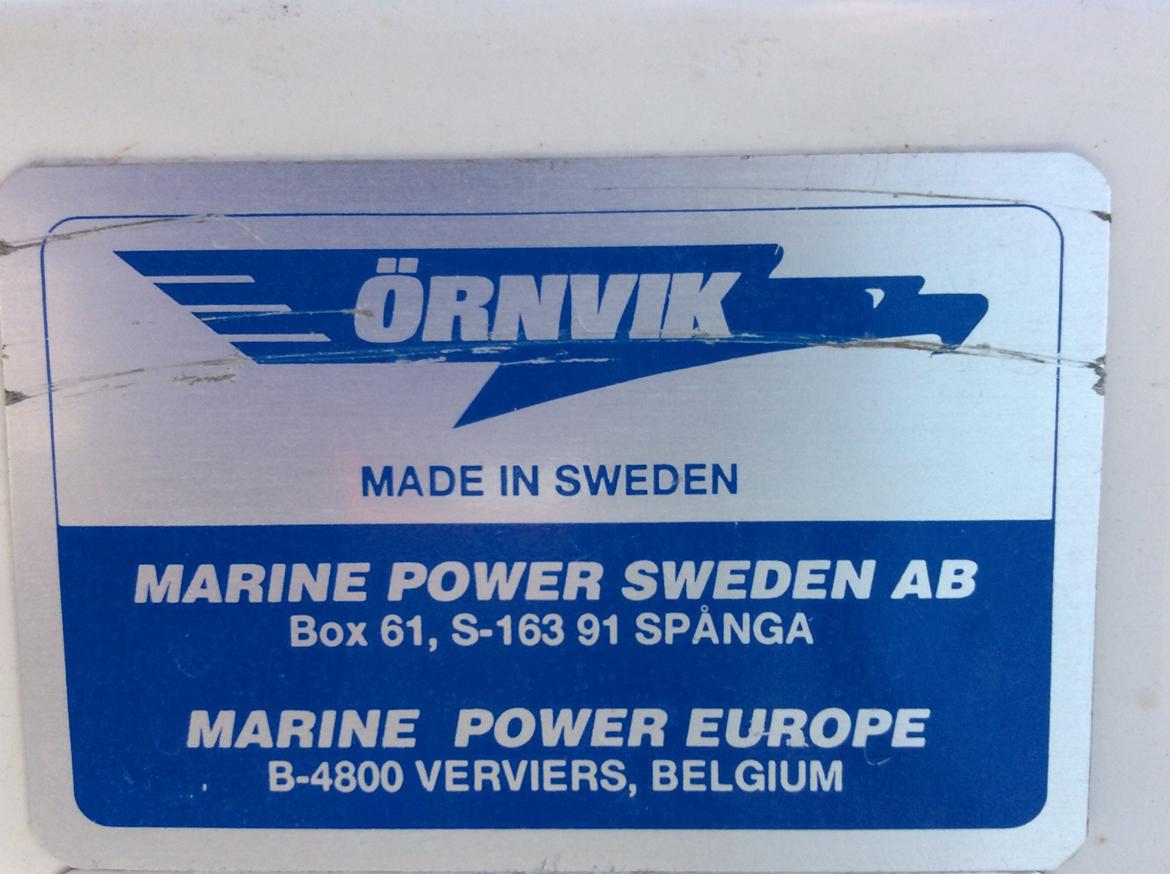 ÖRNVIK
MADE IN SWEDEN
MARINE POWER SWEDEN AB
Box 61, S-163 91 SPÅNGA
MARINE POWER EUROPE
B-4800 VERVIERS, BELGIUM